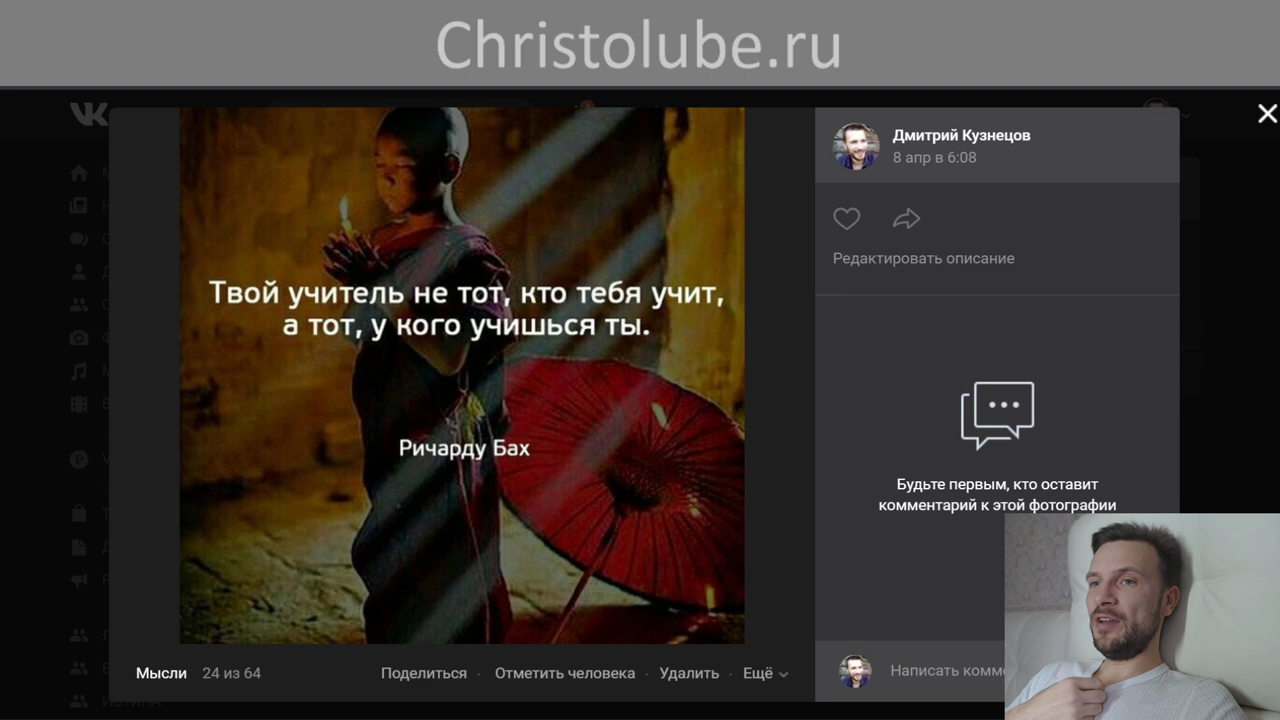 Christolube.ru
Дмитрий Кузнецов
8 апр в 6:08
Редактировать описание
Твой учитель не тот, кто тебя учит,
а тот, у кого учишься ты.
Ричарду Бах
Будьте первым, кто оставит
комментарий к этой фотографии
Мысли 24 из 64
Поделиться · Отметить человека · Удалить · Ещё
Написать комме